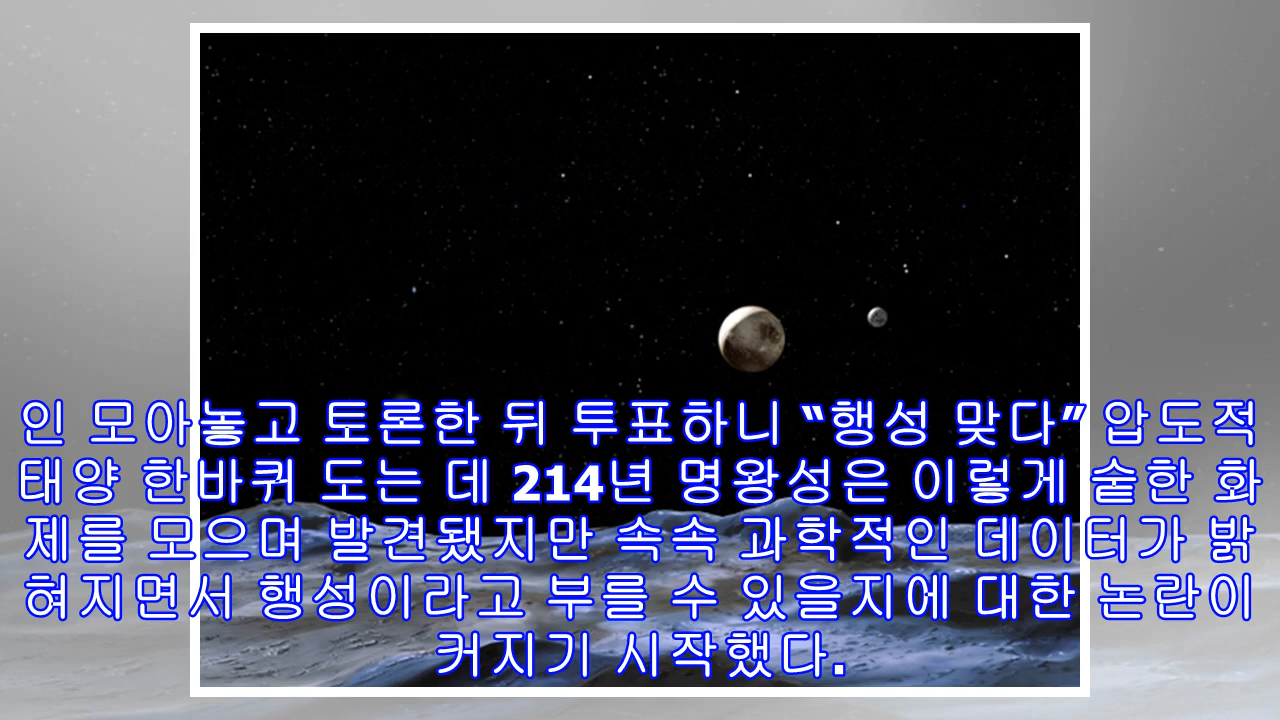 인 모아놓고 토론한 뒤 투표하니 “행성 맞다” 압도적
태양 한바퀴 도는 데 214년 명왕성은 이렇게 숱한 화
제를 모으며 발견됐지만 속속 과학적인 데이터가 밝
혀지면서 행성이라고 부를 수 있을지에 대한 논란이
커지기 시작했다.